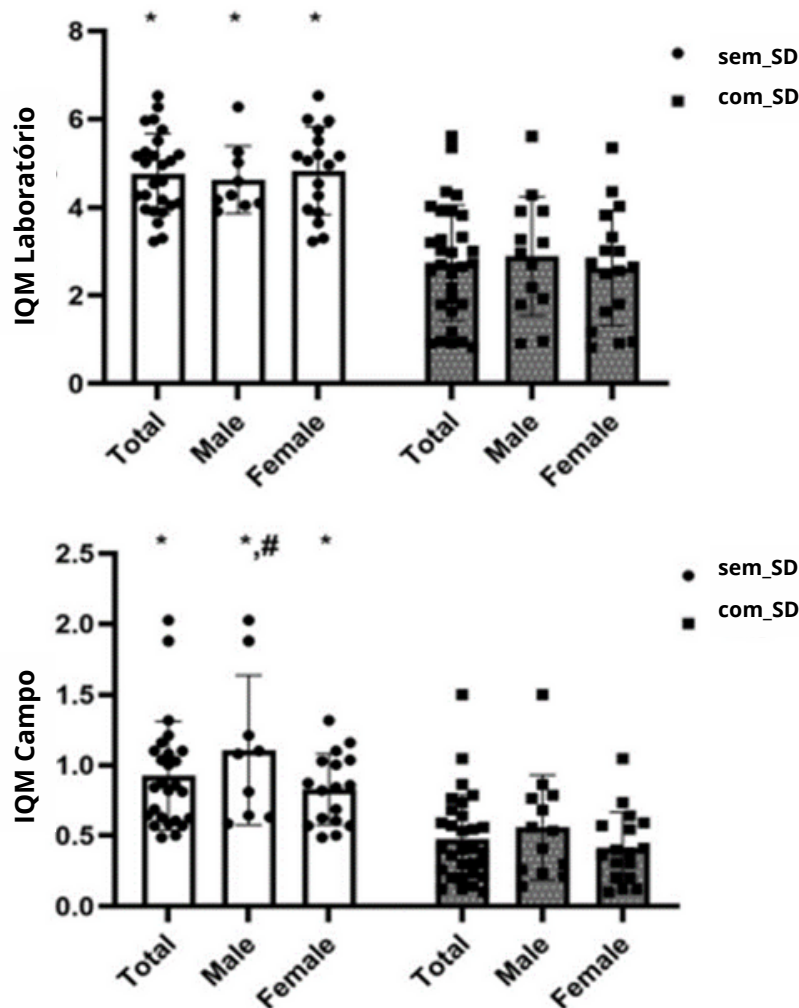 * * *
8
sem_SD
com_SD
6
4
2
0
IQM Laboratório
Total Male Female Total Male Female
* *,# *
2.5
sem_SD
com_SD
2.0
1.5
1.0
0.5
0.0
IQM Campo
Total Male Female Total Male Female